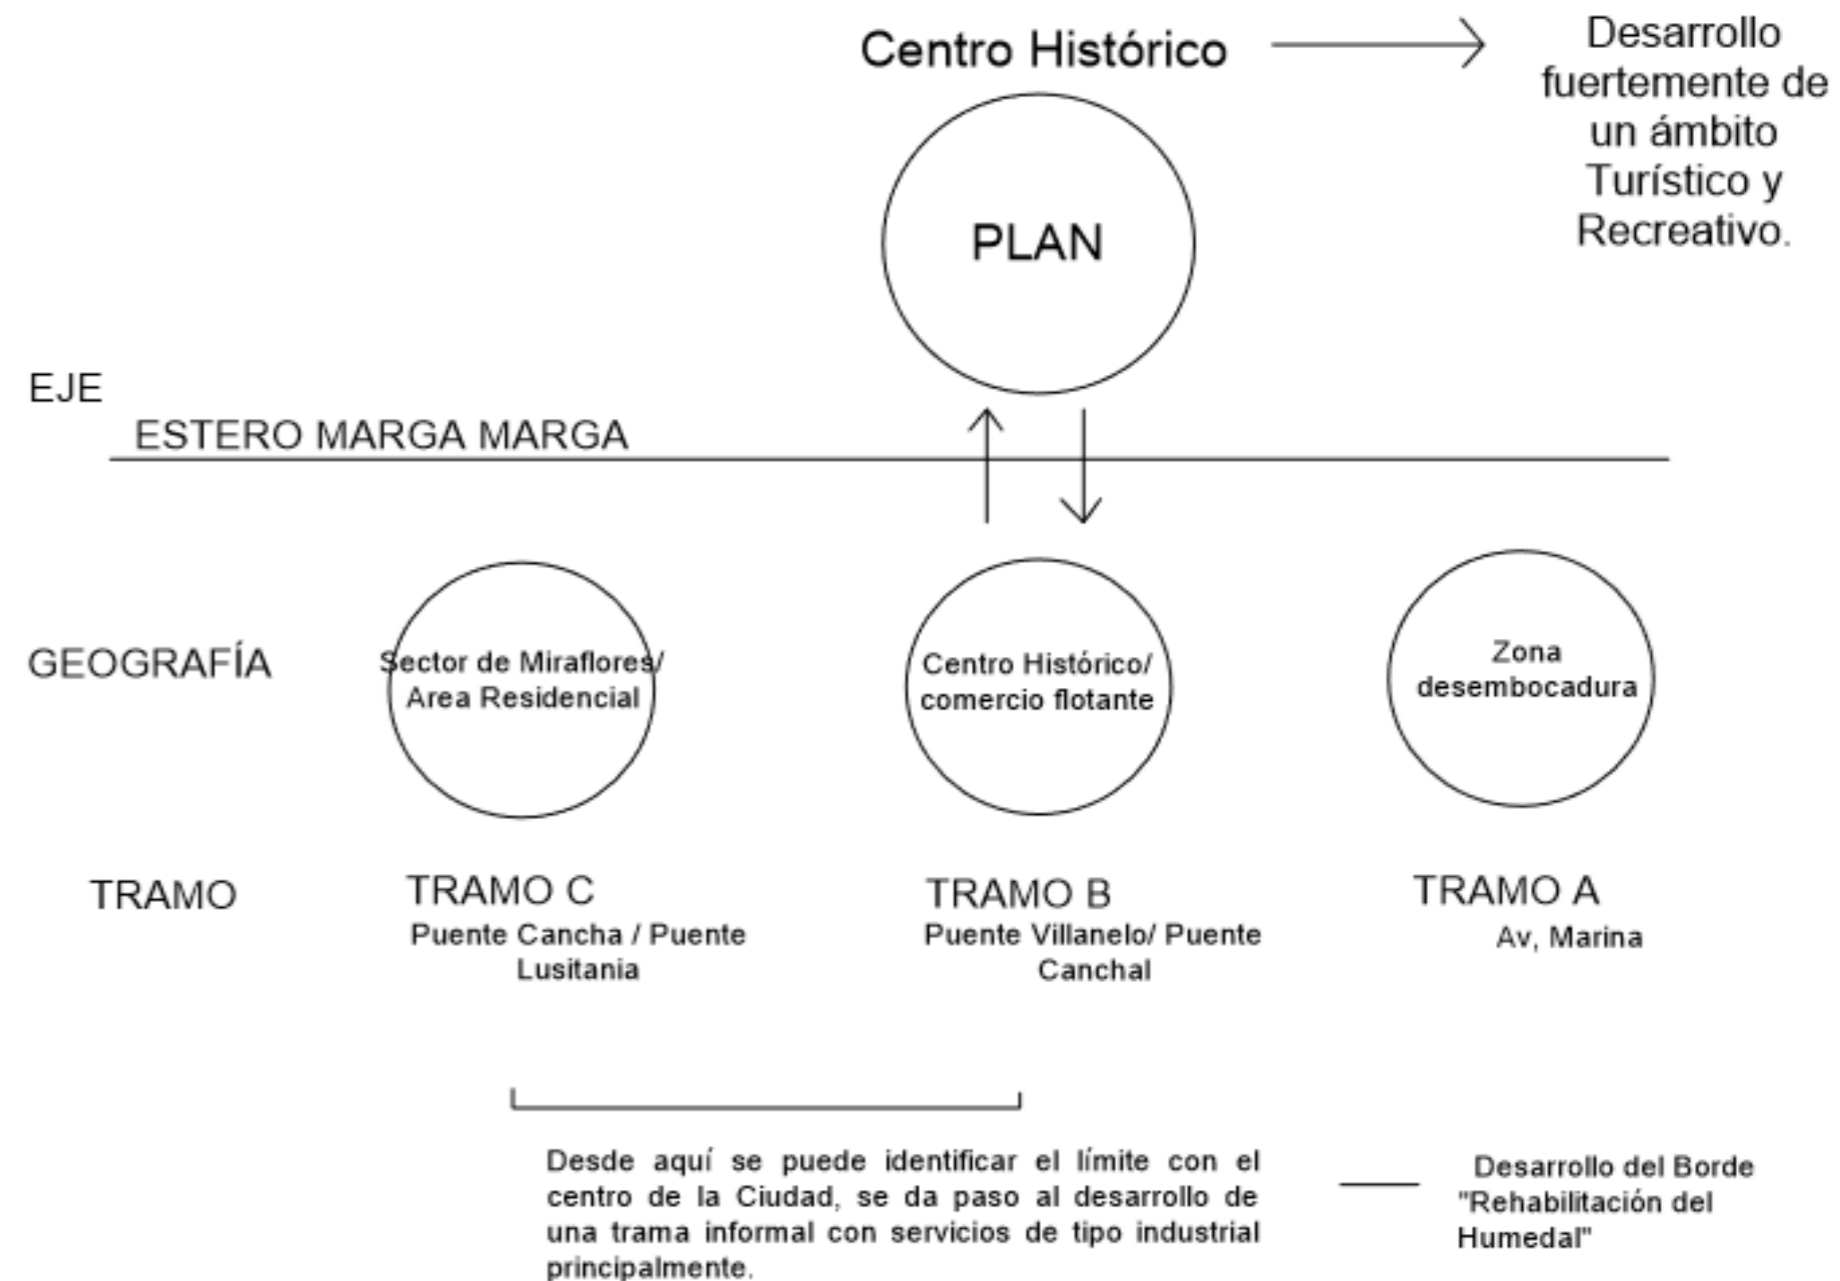 Centro Histórico
Desarrollo
fuertemente de
un ámbito
Turístico y
Recreativo.
PLAN
EJE
ESTERO MARGA MARGA
GEOGRAFÍA
Sector de Miraflores/
Area Residencial
Centro Histórico/
comercio flotante
Zona
desembocadura
TRAMO
TRAMO C
Puente Cancha / Puente
Lusitania
TRAMO B
Puente Villanelo/ Puente
Canchal
TRAMO A
Av, Marina
Desde aquí se puede identificar el límite con el
centro de la Ciudad, se da paso al desarrollo de
una trama informal con servicios de tipo industrial
principalmente.
Desarrollo del Borde
"Rehabilitación del
Humedal"